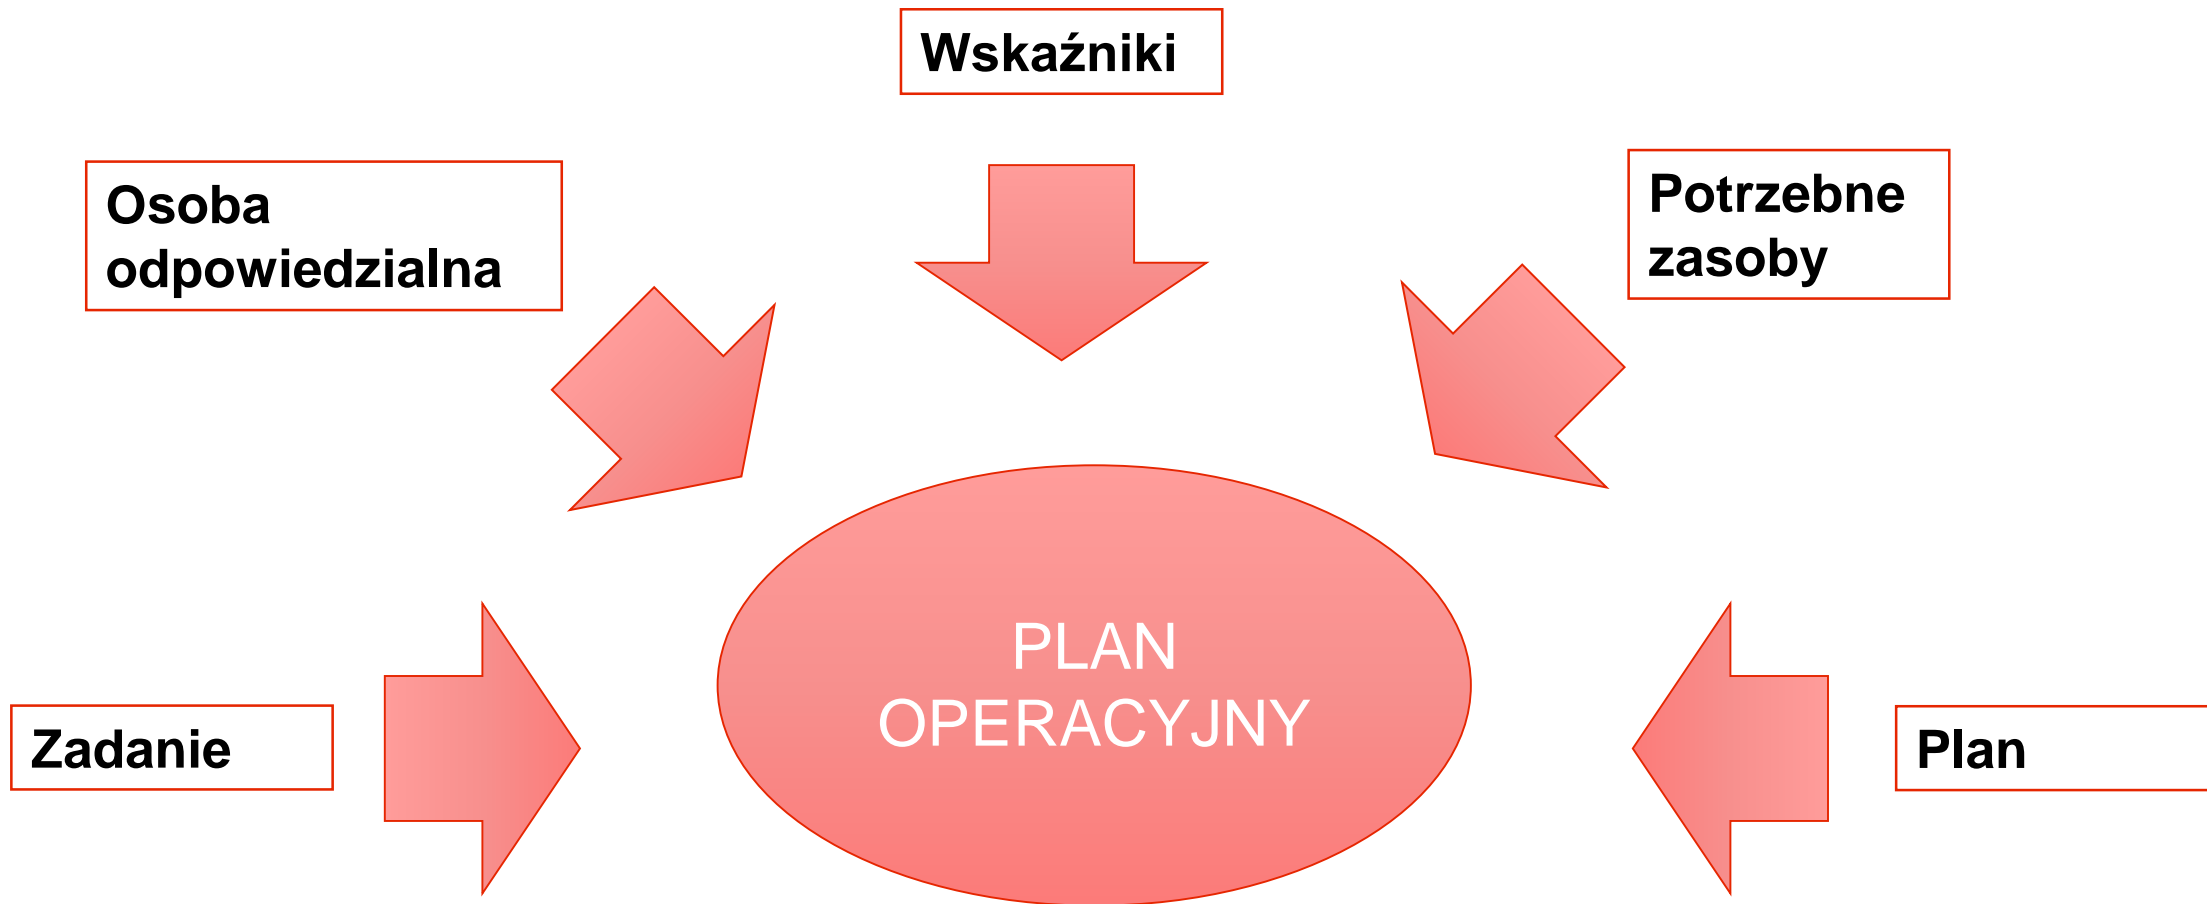 Wskaźniki
Osoba
odpowiedzialna
Potrzebne
zasoby
PLAN
OPERACYJNY
Zadanie
Plan